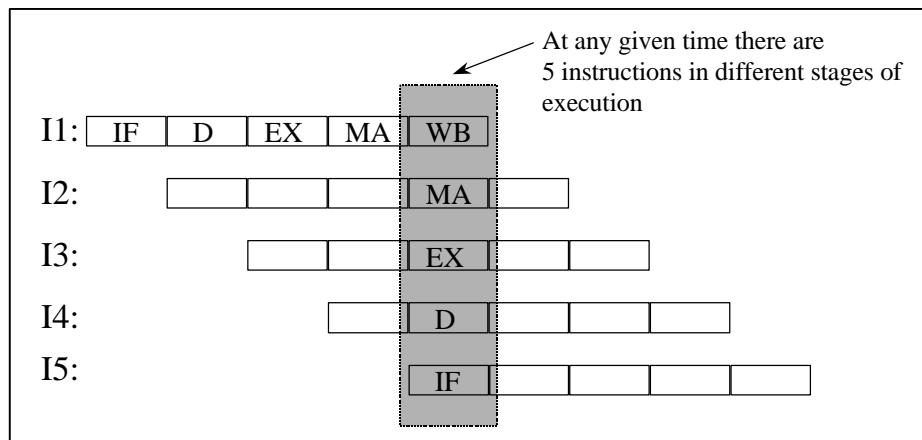 At any given time there are
5 instructions in different stages of
execution
I1: IF D EX MA WB
I2: MA
I3: EX
I4: D
I5: IF